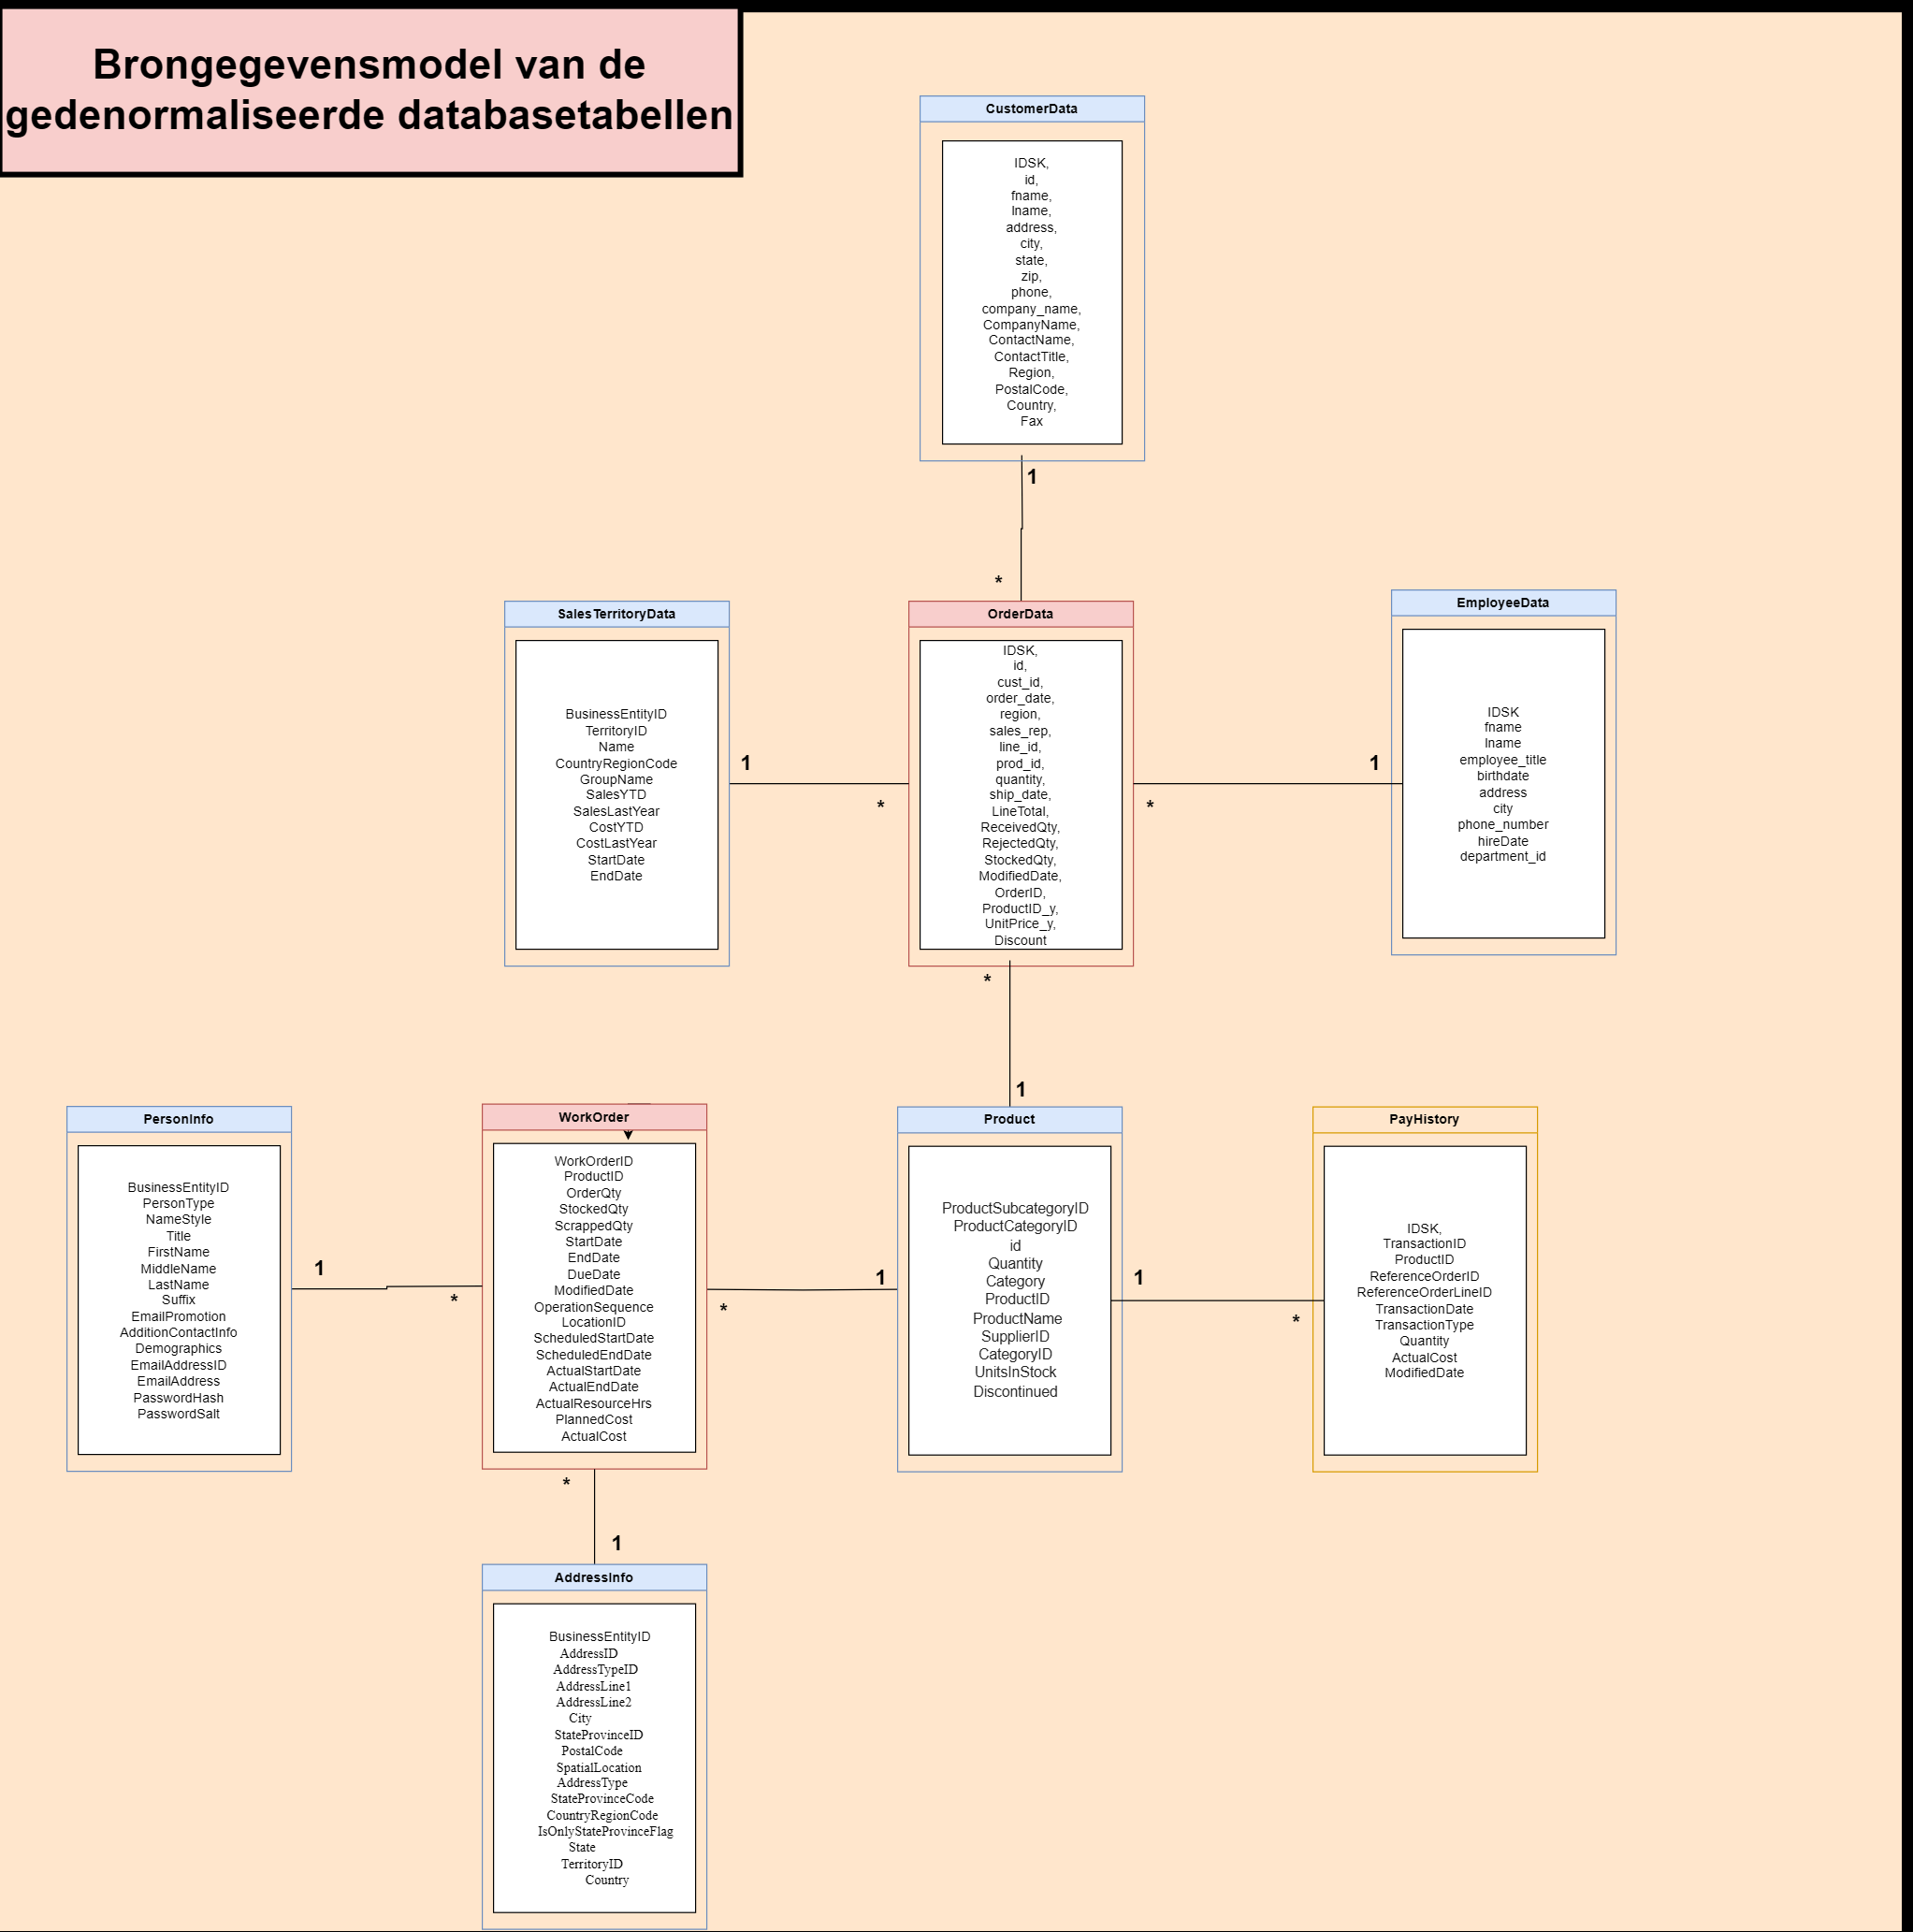 Brongegevensmodel van de
gedenormaliseerde databasetabellen
CustomerData
IDSK,
id,
fname,
lname,
address,
city,
state,
zip,
phone,
company_name,
CompanyName,
ContactName,
ContactTitle,
Region,
PostalCode,
Country,
Fax
1
*
SalesTerritoryData
BusinessEntityID
TerritoryID
Name
CountryRegionCode
GroupName
SalesYTD
SalesLastYear
CostYTD
CostLastYear
StartDate
EndDate
1
*
OrderData
IDSK,
id,
cust_id,
order_date,
region,
sales_rep,
line_id,
prod_id,
quantity,
ship_date,
LineTotal,
ReceivedQty,
RejectedQty,
StockedQty,
ModifiedDate,
OrderID,
ProductID_y,
UnitPrice_y,
Discount
*
1
EmployeeData
IDSK
fname
lname
employee_title
birthdate
address
city
phone_number
hireDate
department_id
*
1
PersonInfo
BusinessEntityID
PersonType
NameStyle
Title
FirstName
MiddleName
LastName
Suffix
EmailPromotion
AdditionContactInfo
Demographics
EmailAddressID
EmailAddress
PasswordHash
PasswordSalt
1
*
WorkOrder
WorkOrderID
ProductID
OrderQty
StockedQty
ScrappedQty
StartDate
EndDate
DueDate
ModifiedDate
OperationSequence
LocationID
ScheduledStartDate
ScheduledEndDate
ActualStartDate
ActualEndDate
ActualResourceHrs
PlannedCost
ActualCost
*
1
Product
ProductSubcategoryID
ProductCategoryID
id
Quantity
Category
ProductID
ProductName
SupplierID
CategoryID
UnitsInStock
Discontinued
1
*
PayHistory
IDSK,
TransactionID
ProductID
ReferenceOrderID
ReferenceOrderLineID
TransactionDate
TransactionType
Quantity
ActualCost
ModifiedDate
*
1
AddressInfo
BusinessEntityID
AddressID
AddressTypeID
AddressLine1
AddressLine2
City
StateProvinceID
PostalCode
SpatialLocation
AddressType
StateProvinceCode
CountryRegionCode
IsOnlyStateProvinceFlag
State
TerritoryID
Country